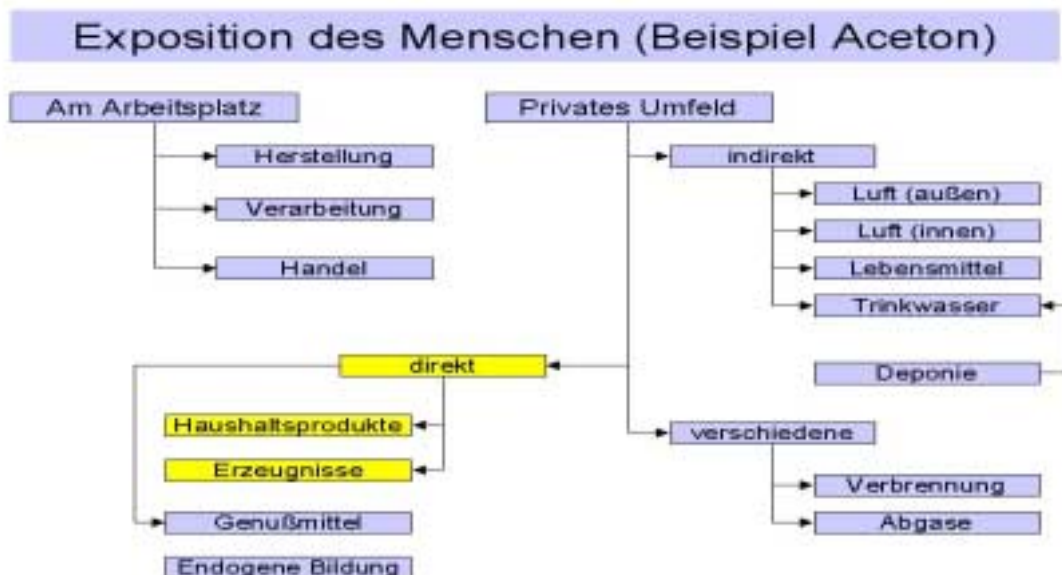 Exposition des Menschen (Beispiel Aceton)
Am Arbeitsplatz
Herstellung
Verarbeitung
Handel
Privates Umfeld
indirekt
Luft (außen)
Luft (innen)
Lebensmittel
Trinkwasser
Deponie
direkt
Haushaltsprodukte
Erzeugnisse
Genußmittel
Endogene Bildung
verschiedene
Verbrennung
Abgase